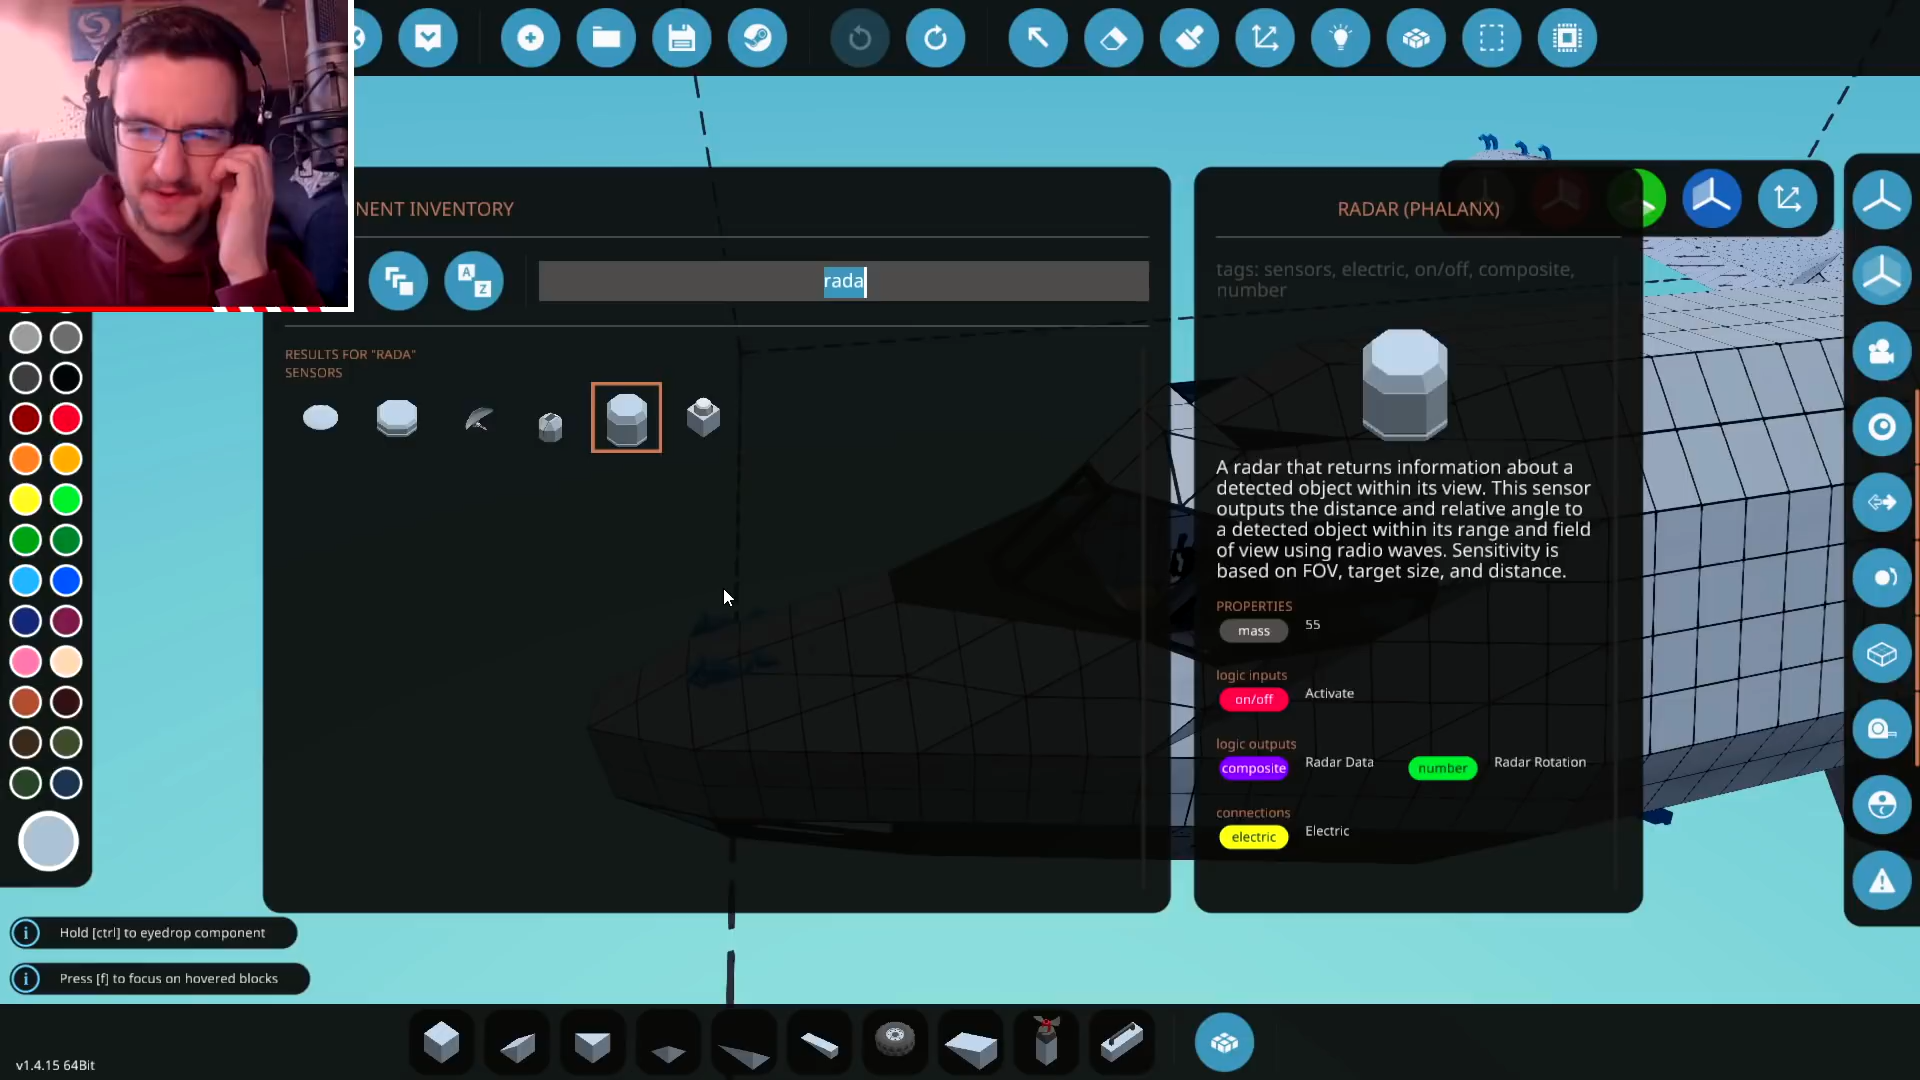 NENT INVENTORY
A
Z
rada
RESULTS FOR "RADA"
SENSORS
RADAR (PHALANX)
tags: sensors, electric, on/off, composite,
number
A radar that returns information about a
detected object within its view. This sensor
outputs the distance and relative angle to
a detected object within its range and field
of view using radio waves. Sensitivity is
based on FOV, target size, and distance.
PROPERTIES
mass 55
logic inputs
on/off Activate
logic outputs
composite Radar Data number Radar Rotation
connections
electric Electric
Hold [ctrl] to eyedrop component
Press [f] to focus on hovered blocks
v1.4.15 64Bit